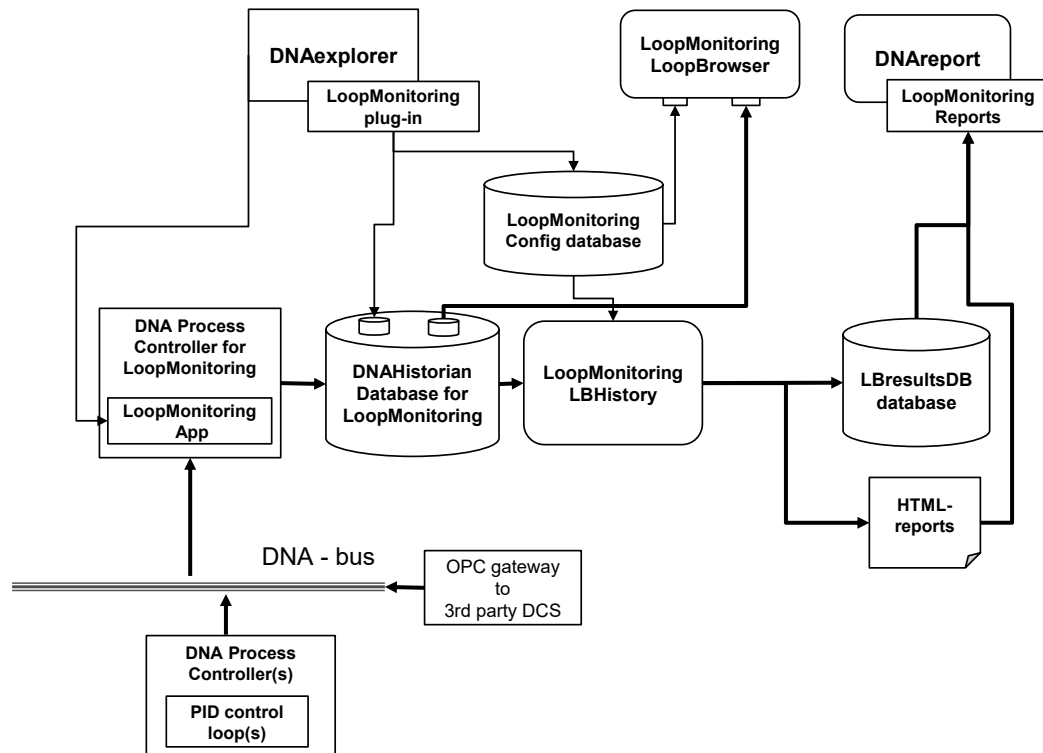 DNAexplorer
LoopMonitoring
plug-in
LoopMonitoring
LoopBrowser
DNAreport
LoopMonitoring
Reports
LoopMonitoring
Config database
DNA Process
Controller for
LoopMonitoring
LoopMonitoring
App
DNAHistorian
Database for
LoopMonitoring
LoopMonitoring
LBHistory
LBresultsDB
database
HTML-
reports
DNA - bus
OPC gateway
to
3rd party DCS
DNA Process
Controller(s)
PID control
loop(s)